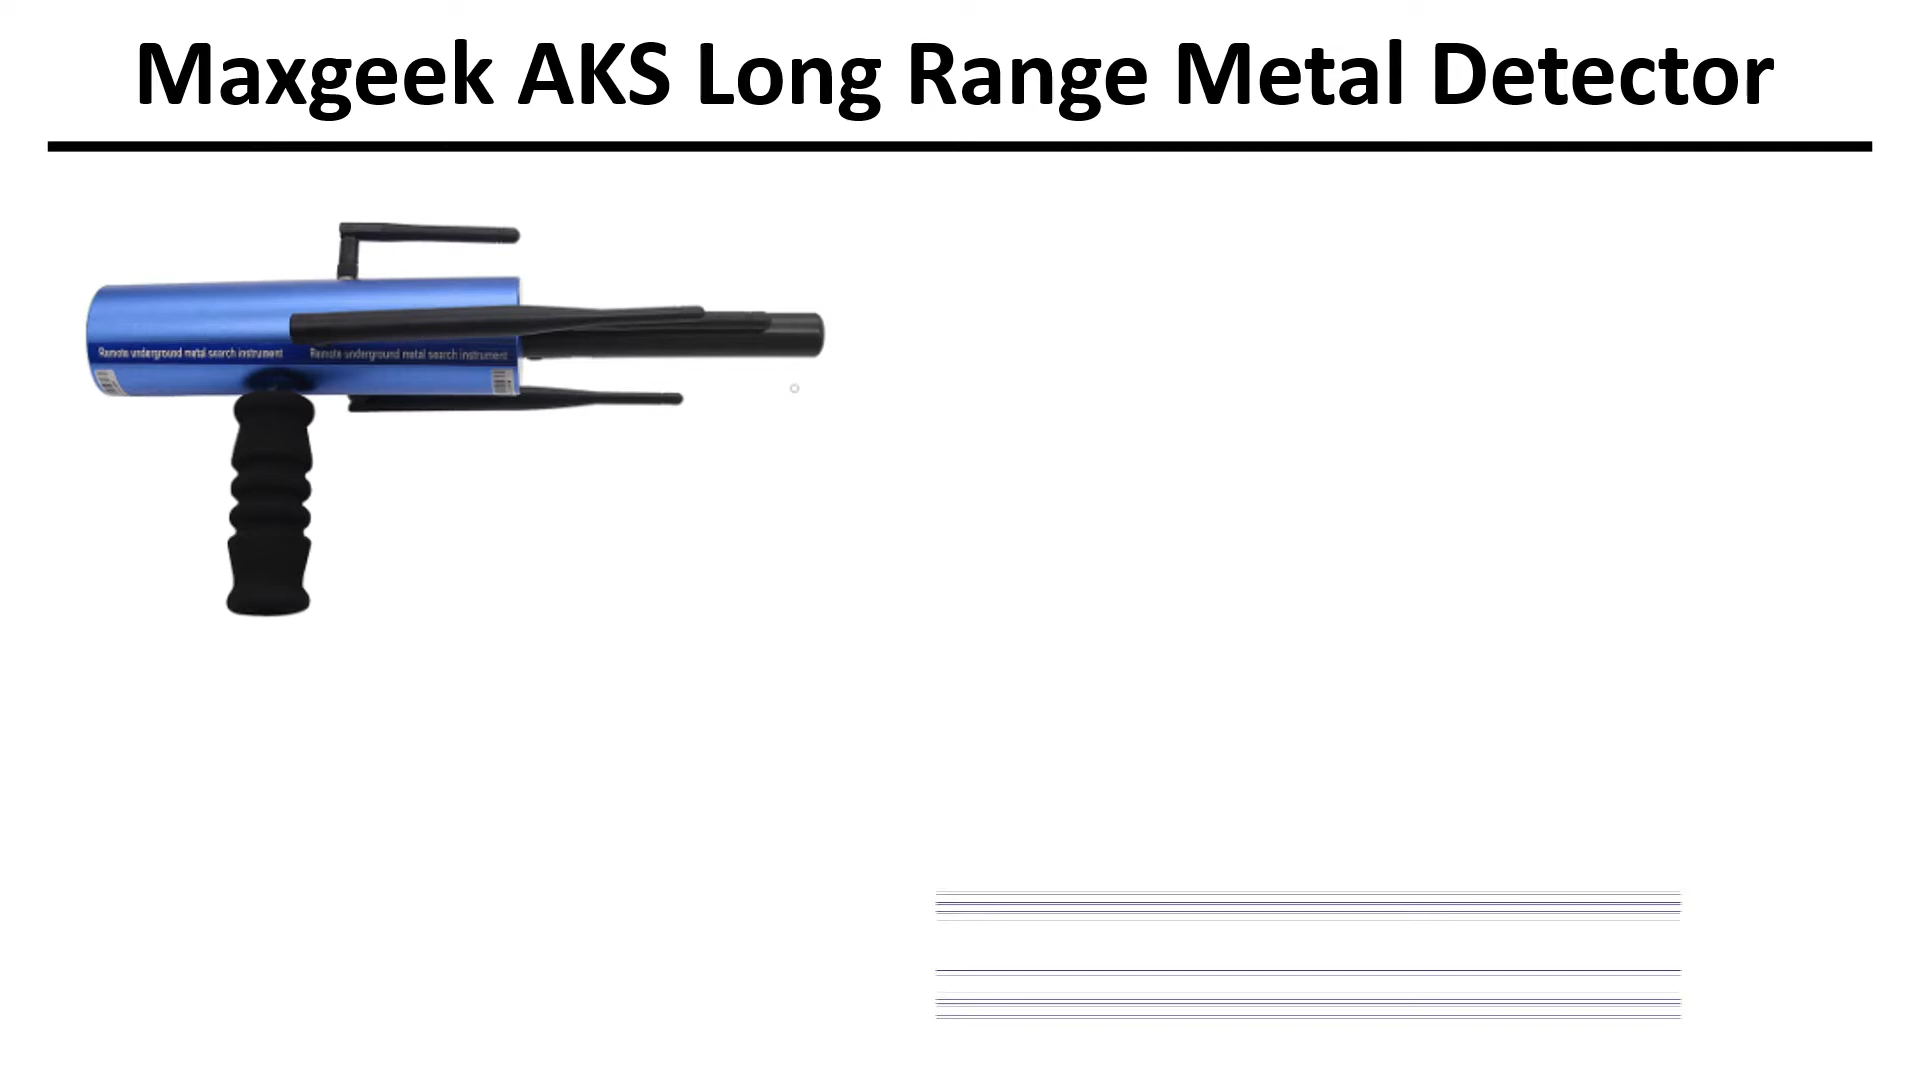 Maxgeek AKS Long Range Metal Detector
Remote underground metal search instrument Remote underground metal search instrument